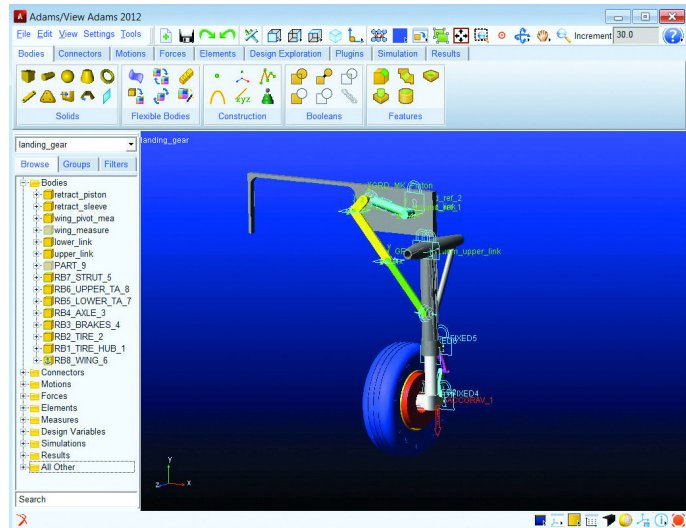 Adams/View Adams 2012
File Edit View Settings Tools
Increment 30.0
Bodies Connectors Motions Forces Elements Design Exploration Plugins Simulation Results
Solids Flexible Bodies Construction Booleans Features
landing_gear
Browse Groups Filters
Bodies
retract_piston
retract_sleeve
wing_pivot_mea
wing_measure
lower_link
upper_link
PART_9
RB7_STRUT_5
RB6_UPPER_TA_8
RB5_LOWER_TA_7
RB4_AXLE_3
RB3_BRAKES_4
RB2_TIRE_2
RB1_TIRE_HUB_1
RB8_WING_6
Connectors
Motions
Forces
Elements
Measures
Design Variables
Simulations
Results
All Other
Search
landing_gear
ref_2
upper_link
FIXED5
FIXED4
Y
Z X